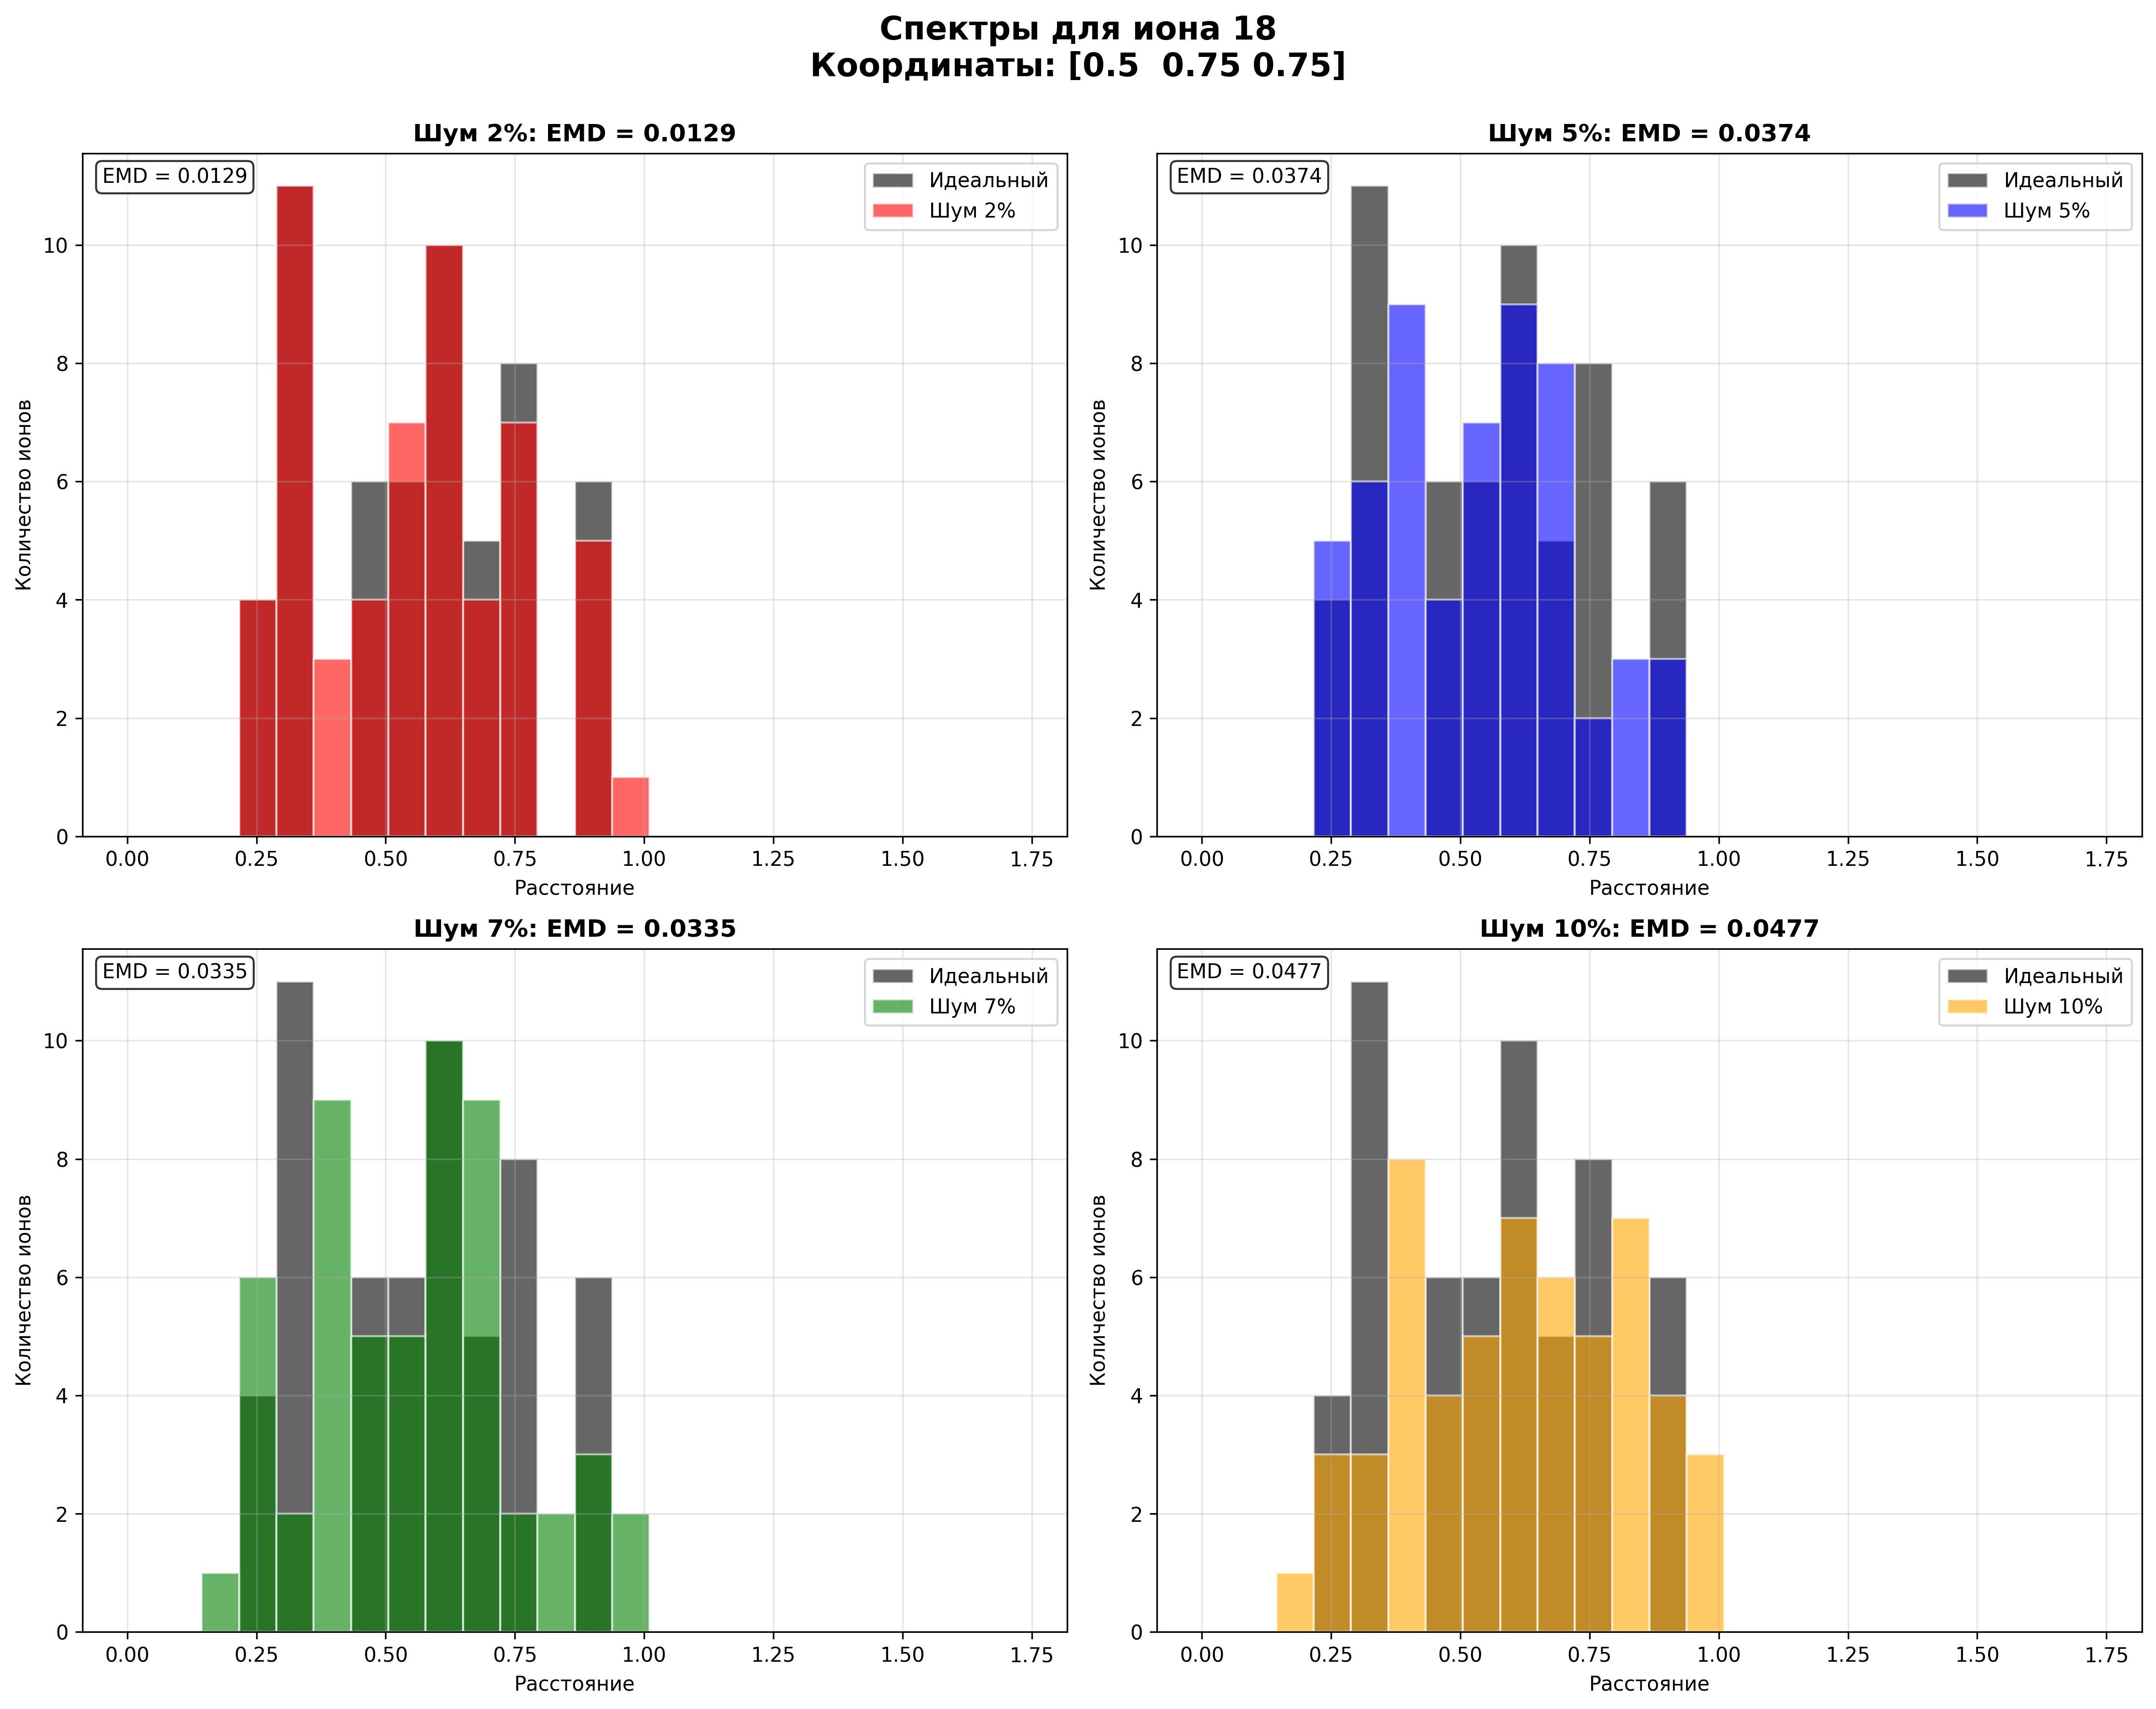 Спектры для иона 18
Координаты: [0.5  0.75 0.75]
Шум 2%: EMD = 0.0129
EMD = 0.0129
Идеальный
Шум 2%
Количество ионов
10
8
6
4
2
0
0.00 0.25 0.50 0.75 1.00 1.25 1.50 1.75
Расстояние
Шум 5%: EMD = 0.0374
EMD = 0.0374
Идеальный
Шум 5%
Количество ионов
10
8
6
4
2
0
0.00 0.25 0.50 0.75 1.00 1.25 1.50 1.75
Расстояние
Шум 7%: EMD = 0.0335
EMD = 0.0335
Идеальный
Шум 7%
Количество ионов
10
8
6
4
2
0
0.00 0.25 0.50 0.75 1.00 1.25 1.50 1.75
Расстояние
Шум 10%: EMD = 0.0477
EMD = 0.0477
Идеальный
Шум 10%
Количество ионов
10
8
6
4
2
0
0.00 0.25 0.50 0.75 1.00 1.25 1.50 1.75
Расстояние